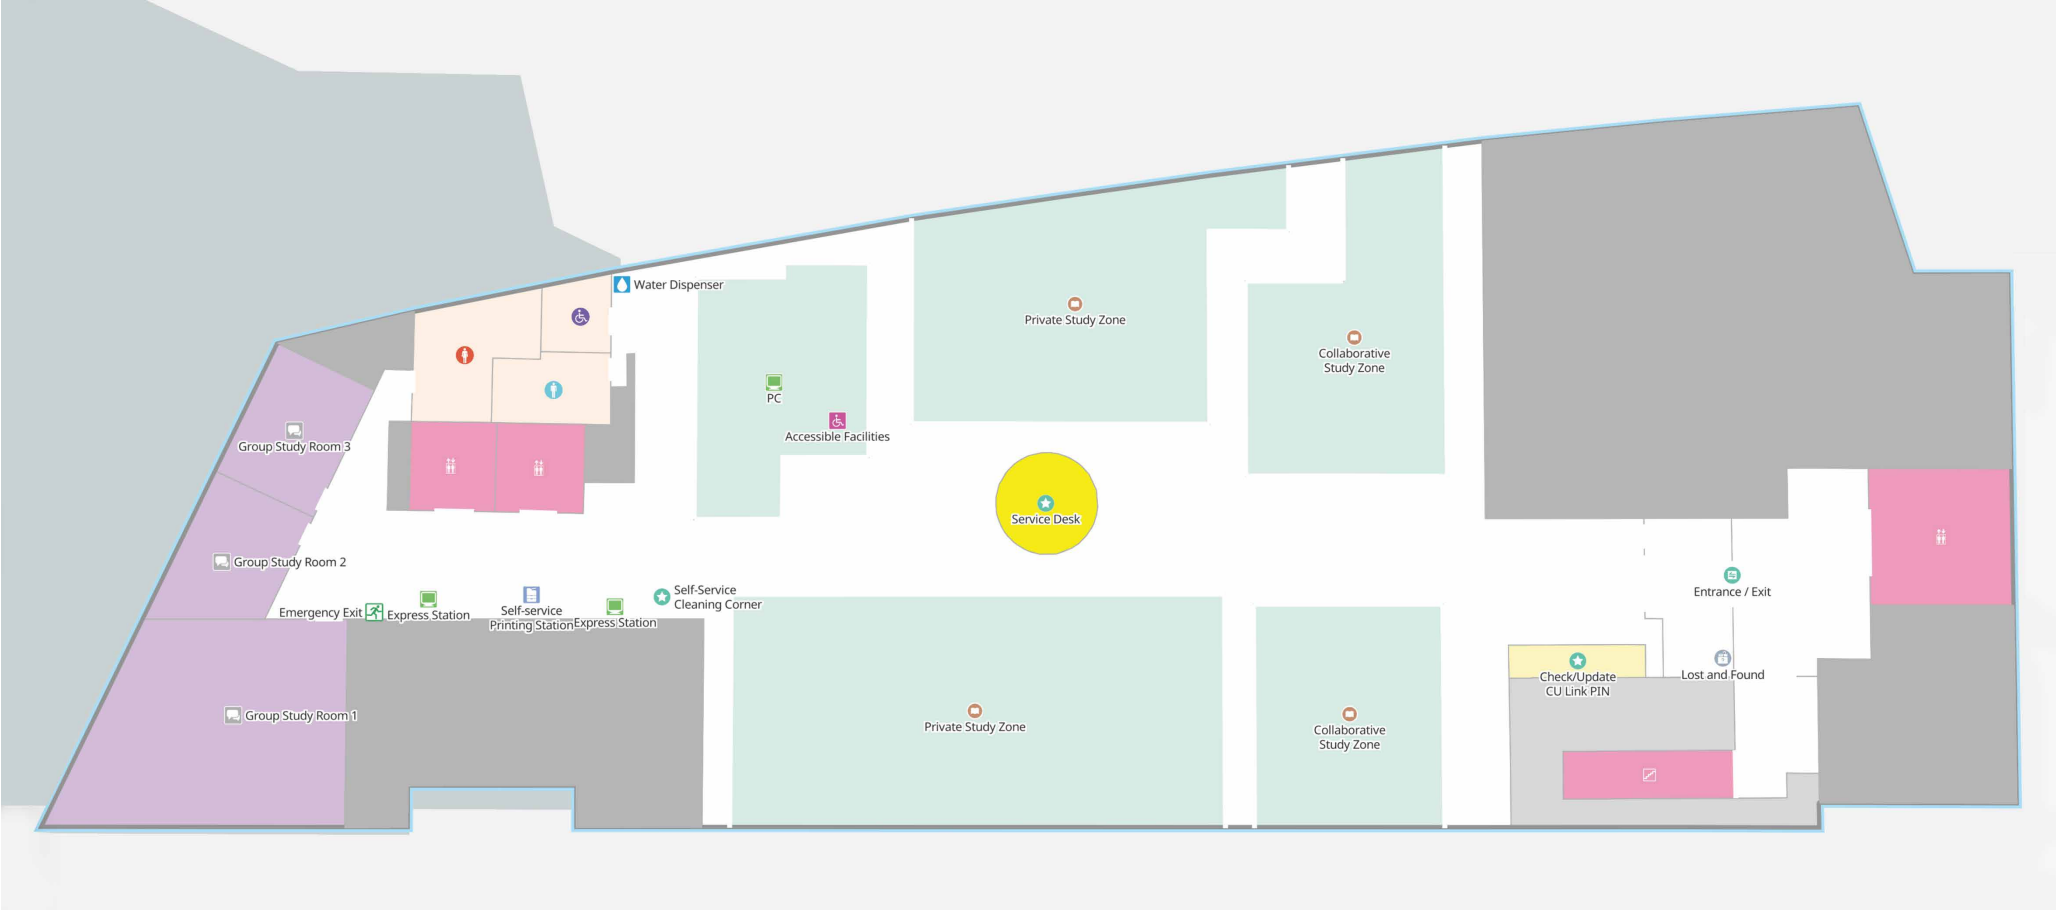 Water Dispenser
Private Study Zone
Collaborative
Study Zone
PC
Accessible Facilities
Group Study Room 3
Service Desk
Group Study Room 2
Emergency Exit
Express Station
Self-service
Printing Station
Express Station
Self-Service
Cleaning Corner
Entrance / Exit
Check/Update
CU Link PIN
Lost and Found
Group Study Room 1
Private Study Zone
Collaborative
Study Zone